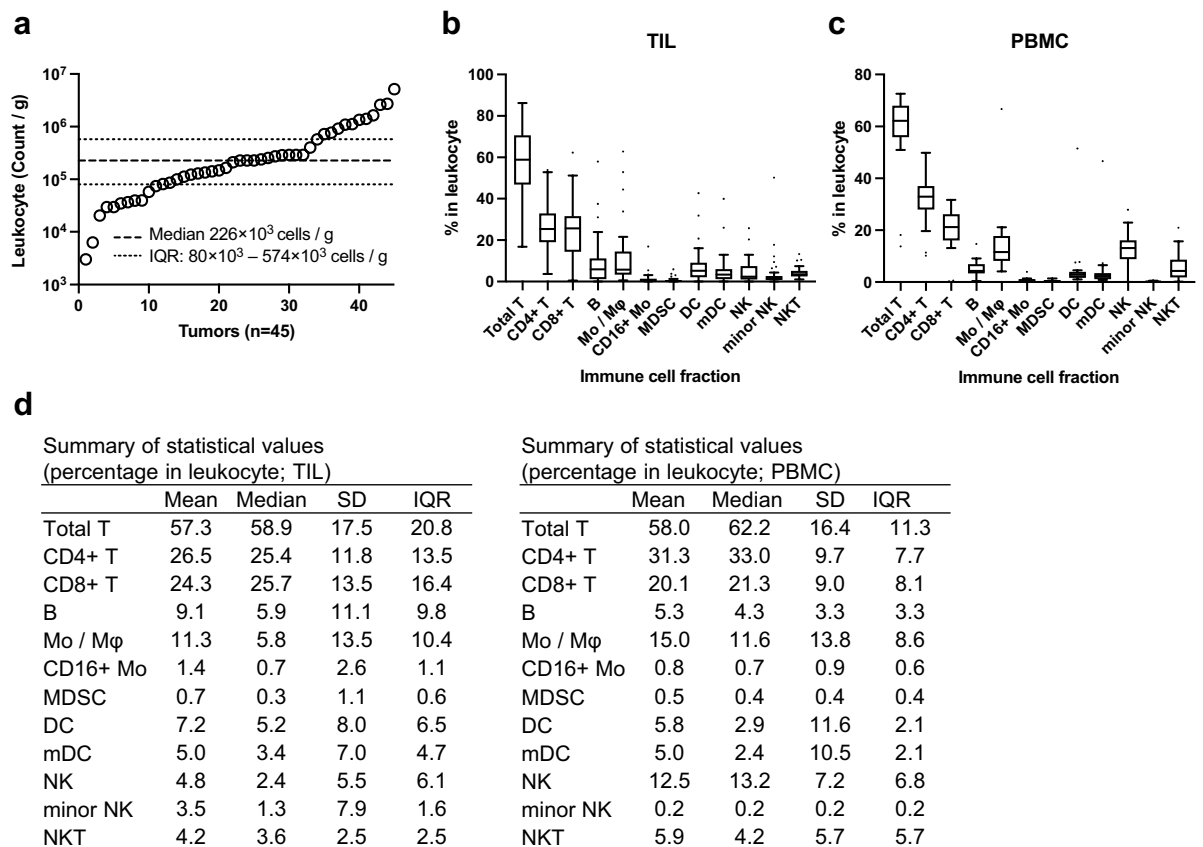 a
Leukocyte (Count / g)
10⁷
10⁶
10⁵
10⁴
10³
Median 226×10³ cells / g
IQR: 80×10³ – 574×10³ cells / g
0 10 20 30 40
Tumors (n=45)
b
TIL
% in leukocyte
100
80
60
40
20
0
Total T
CD4+ T
CD8+ T
B
Mo / Mφ
CD16+ Mo
MDSC
DC
mDC
NK
minor NK
NKT
Immune cell fraction
c
PBMC
% in leukocyte
80
60
40
20
0
Total T
CD4+ T
CD8+ T
B
Mo / Mφ
CD16+ Mo
MDSC
DC
mDC
NK
minor NK
NKT
Immune cell fraction
d
Summary of statistical values
(percentage in leukocyte; TIL)
Mean Median SD IQR
Total T 57.3 58.9 17.5 20.8
CD4+ T 26.5 25.4 11.8 13.5
CD8+ T 24.3 25.7 13.5 16.4
B 9.1 5.9 11.1 9.8
Mo / Mφ 11.3 5.8 13.5 10.4
CD16+ Mo 1.4 0.7 2.6 1.1
MDSC 0.7 0.3 1.1 0.6
DC 7.2 5.2 8.0 6.5
mDC 5.0 3.4 7.0 4.7
NK 4.8 2.4 5.5 6.1
minor NK 3.5 1.3 7.9 1.6
NKT 4.2 3.6 2.5 2.5
Summary of statistical values
(percentage in leukocyte; PBMC)
Mean Median SD IQR
Total T 58.0 62.2 16.4 11.3
CD4+ T 31.3 33.0 9.7 7.7
CD8+ T 20.1 21.3 9.0 8.1
B 5.3 4.3 3.3 3.3
Mo / Mφ 15.0 11.6 13.8 8.6
CD16+ Mo 0.8 0.7 0.9 0.6
MDSC 0.5 0.4 0.4 0.4
DC 5.8 2.9 11.6 2.1
mDC 5.0 2.4 10.5 2.1
NK 12.5 13.2 7.2 6.8
minor NK 0.2 0.2 0.2 0.2
NKT 5.9 4.2 5.7 5.7